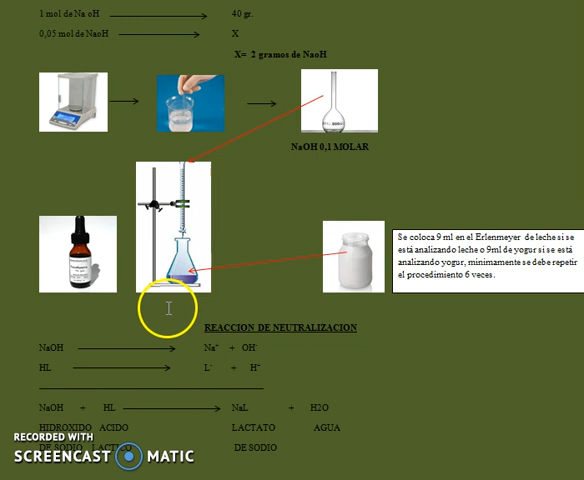 1 mol de Na oH 40 gr.
0,05 mol de NaoH X
X= 2 gramos de NaoH
NaOH 0,1 MOLAR
Se coloca 9 ml en el Erlenmeyer de leche si se
está analizando leche o 9ml de yogur si se está
analizando yogur, minimamente se debe repetir
el procedimiento 6 veces.
REACCION DE NEUTRALIZACION
NaOH Na⁺ + OH⁻
HL L⁻ + H⁺
NaOH + HL NaL + H2O
HIDROXIDO ACIDO LACTATO AGUA
DE SODIO LACTICO DE SODIO
RECORDED WITH
SCREENCAST MATIC